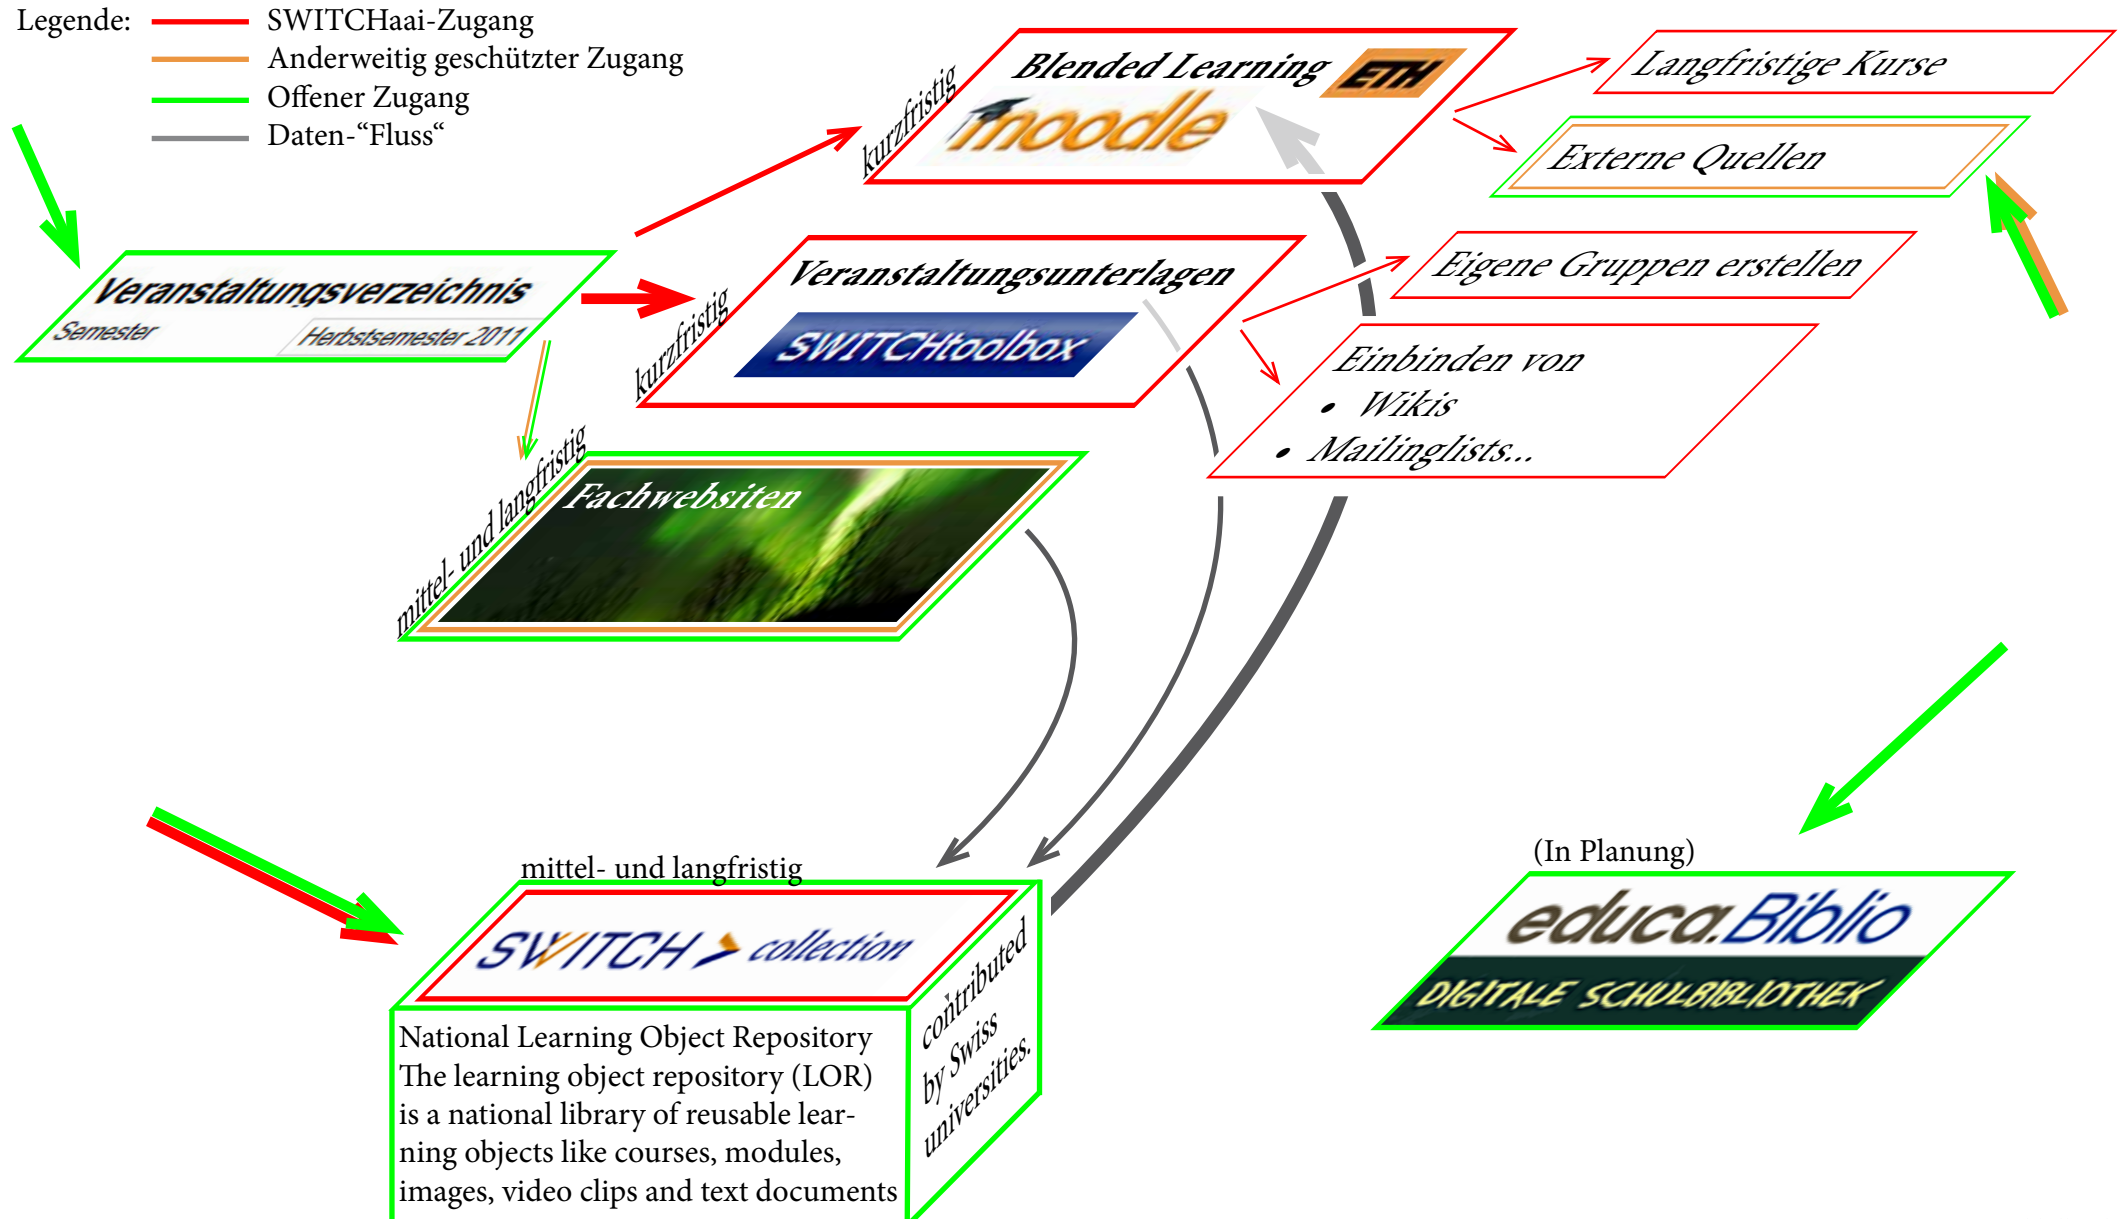 Legende:
SWITCHaai-Zugang
Anderweitig geschützter Zugang
Offener Zugang
Daten-“Fluss“
kurzfristig
Blended Learning
ETH
moodle
Langfristige Kurse
Externe Quellen
Veranstaltungsverzeichnis
Semester
Herbstsemester 2011
kurzfristig
Veranstaltungsunterlagen
SWITCHtoolbox
Eigene Gruppen erstellen
Einbinden von
• Wikis
• Mailinglists...
mittel- und langfristig
Fachwebsiten
mittel- und langfristig
SWITCH collection
National Learning Object Repository
The learning object repository (LOR)
is a national library of reusable lear-
ning objects like courses, modules,
images, video clips and text documents
contributed
by Swiss
universities.
(In Planung)
educa.Biblio
DIGITALE SCHULBIBLIOTHEK